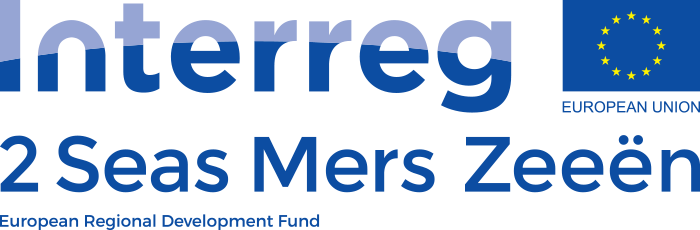 Interreg
EUROPEAN UNION
2 Seas Mers Zeeën
European Regional Development Fund